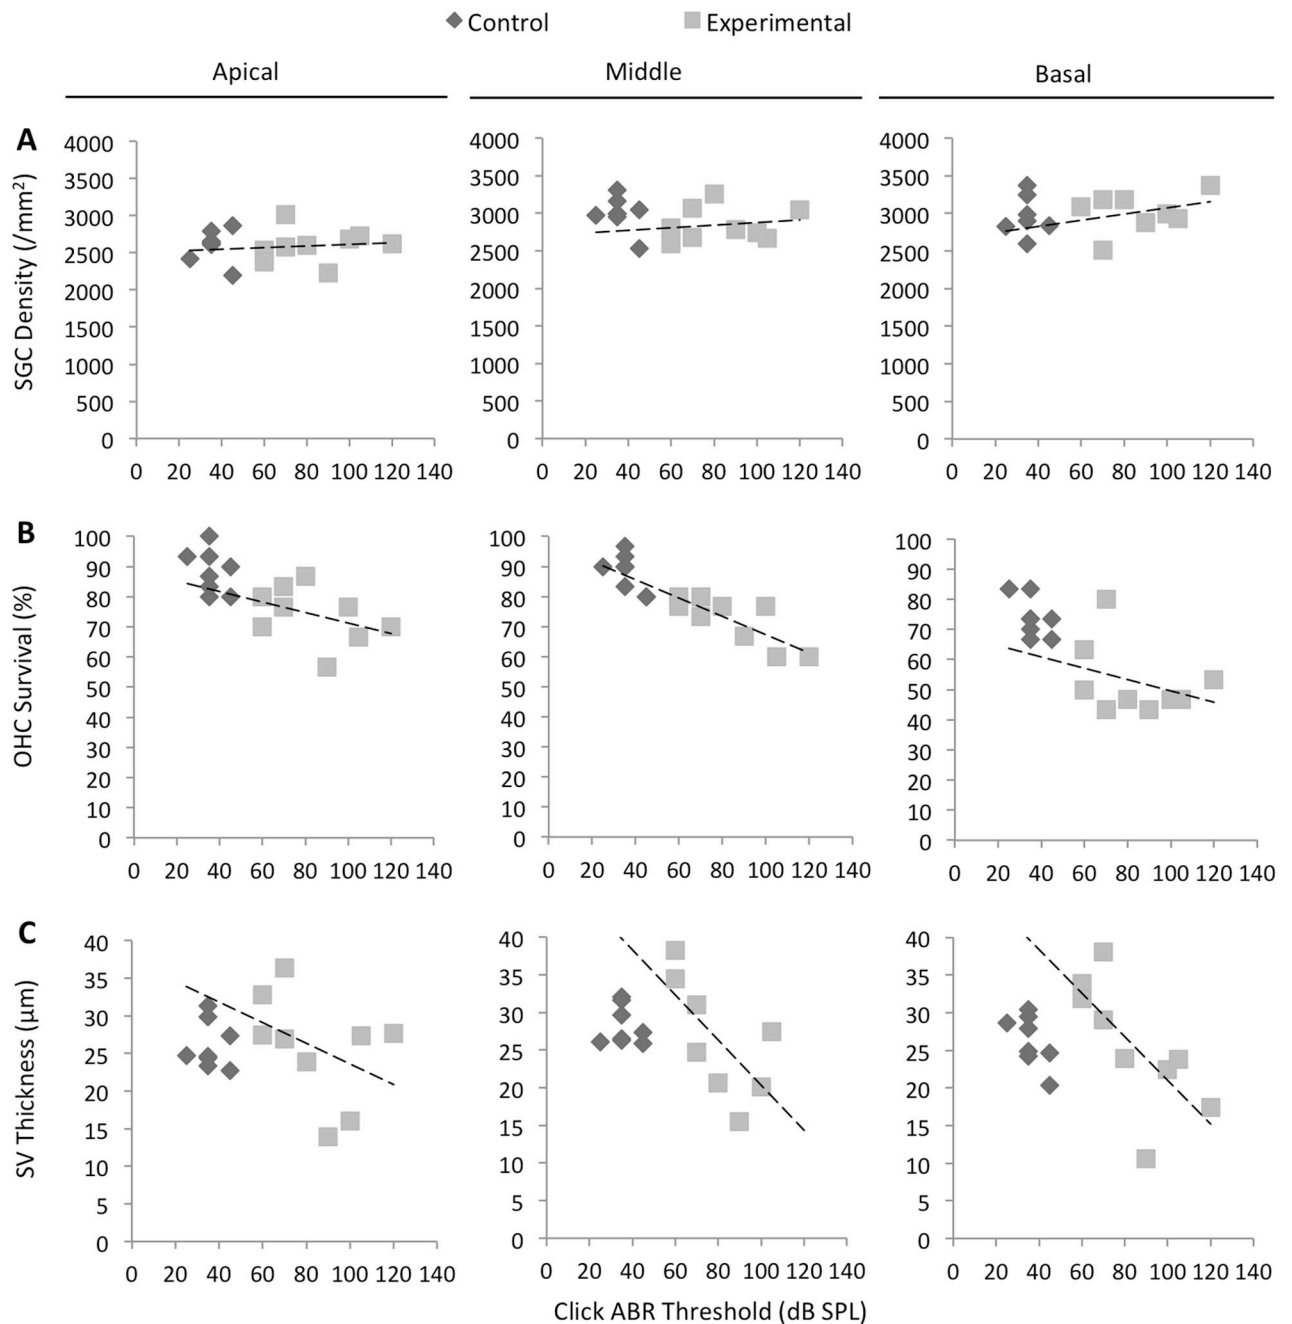 Control Experimental
Apical Middle Basal
A
SGC Density (/mm²)
4000 4000 4000
3500 3500 3500
3000 3000 3000
2500 2500 2500
2000 2000 2000
1500 1500 1500
1000 1000 1000
500 500 500
0 0 0
0 20 40 60 80 100 120 140 0 20 40 60 80 100 120 140 0 20 40 60 80 100 120 140
B
OHC Survival (%)
100 100 100
90 90 90
80 80 80
70 70 70
60 60 60
50 50 50
40 40 40
30 30 30
20 20 20
10 10 10
0 0 0
0 20 40 60 80 100 120 140 0 20 40 60 80 100 120 140 0 20 40 60 80 100 120 140
C
SV Thickness (μm)
40 40 40
35 35 35
30 30 30
25 25 25
20 20 20
15 15 15
10 10 10
5 5 5
0 0 0
0 20 40 60 80 100 120 140 0 20 40 60 80 100 120 140 0 20 40 60 80 100 120 140
Click ABR Threshold (dB SPL)